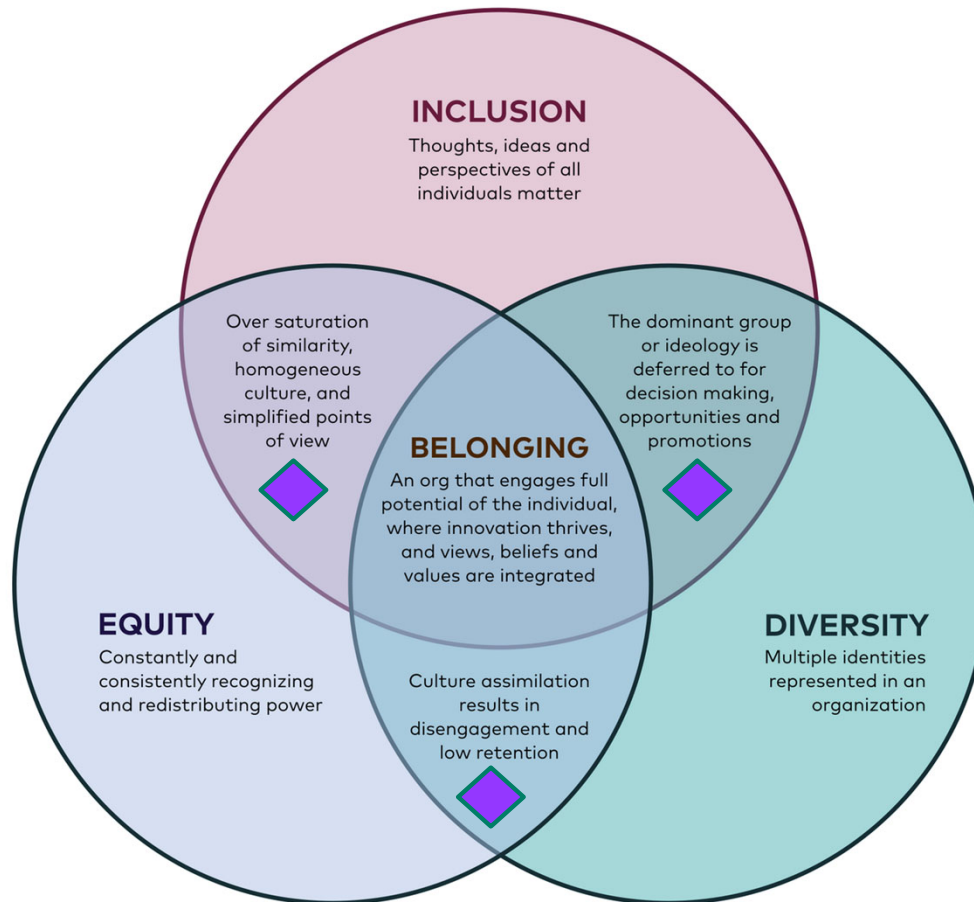 INCLUSION
Thoughts, ideas and
perspectives of all
individuals matter
Over saturation
of similarity,
homogeneous
culture, and
simplified points
of view
The dominant group
or ideology is
deferred to for
decision making,
opportunities and
promotions
BELONGING
An org that engages full
potential of the individual,
where innovation thrives,
and views, beliefs and
values are integrated
EQUITY
Constantly and
consistently recognizing
and redistributing power
DIVERSITY
Multiple identities
represented in an
organization
Culture assimilation
results in
disengagement and
low retention